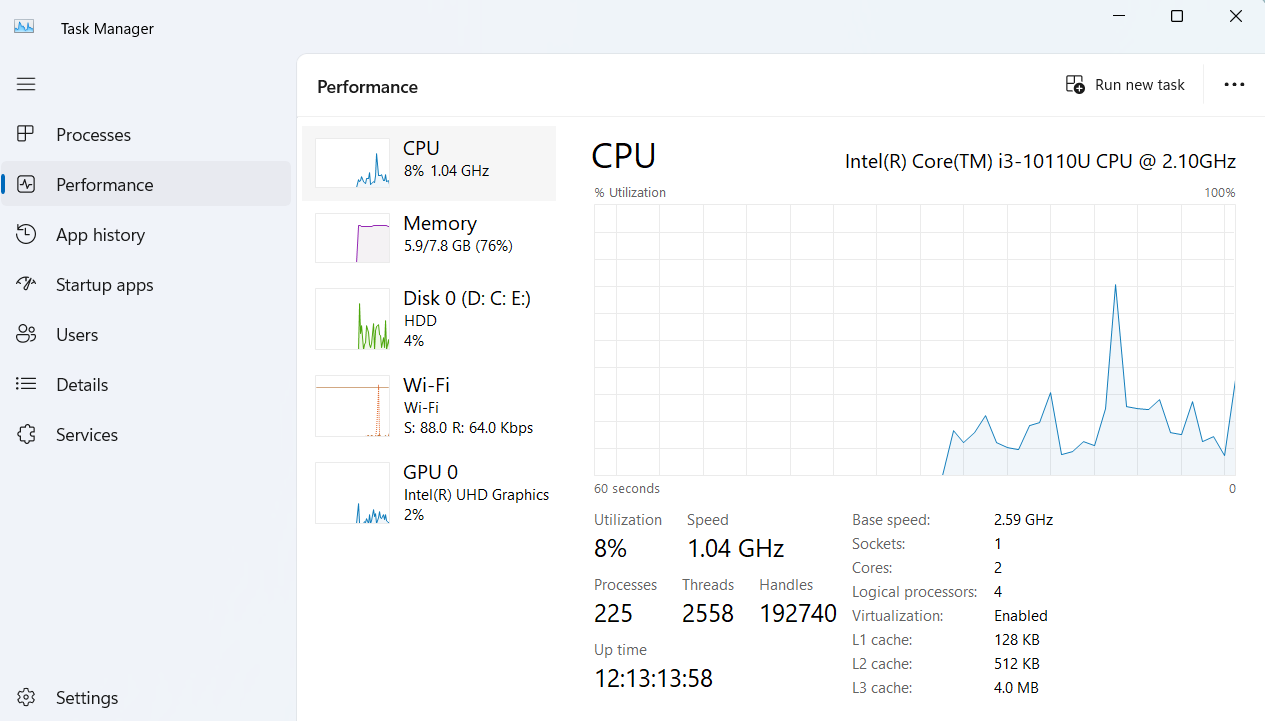 Task Manager
Processes
Performance
App history
Startup apps
Users
Details
Services
Settings
Performance
Run new task
CPU
8% 1.04 GHz
Memory
5.9/7.8 GB (76%)
Disk 0 (D: C: E:)
HDD
4%
Wi-Fi
Wi-Fi
S: 88.0 R: 64.0 Kbps
GPU 0
Intel(R) UHD Graphics
2%
CPU
Intel(R) Core(TM) i3-10110U CPU @ 2.10GHz
% Utilization
100%
60 seconds
0
Utilization Speed
8% 1.04 GHz
Processes Threads Handles
225 2558 192740
Up time
12:13:13:58
Base speed: 2.59 GHz
Sockets: 1
Cores: 2
Logical processors: 4
Virtualization: Enabled
L1 cache: 128 KB
L2 cache: 512 KB
L3 cache: 4.0 MB